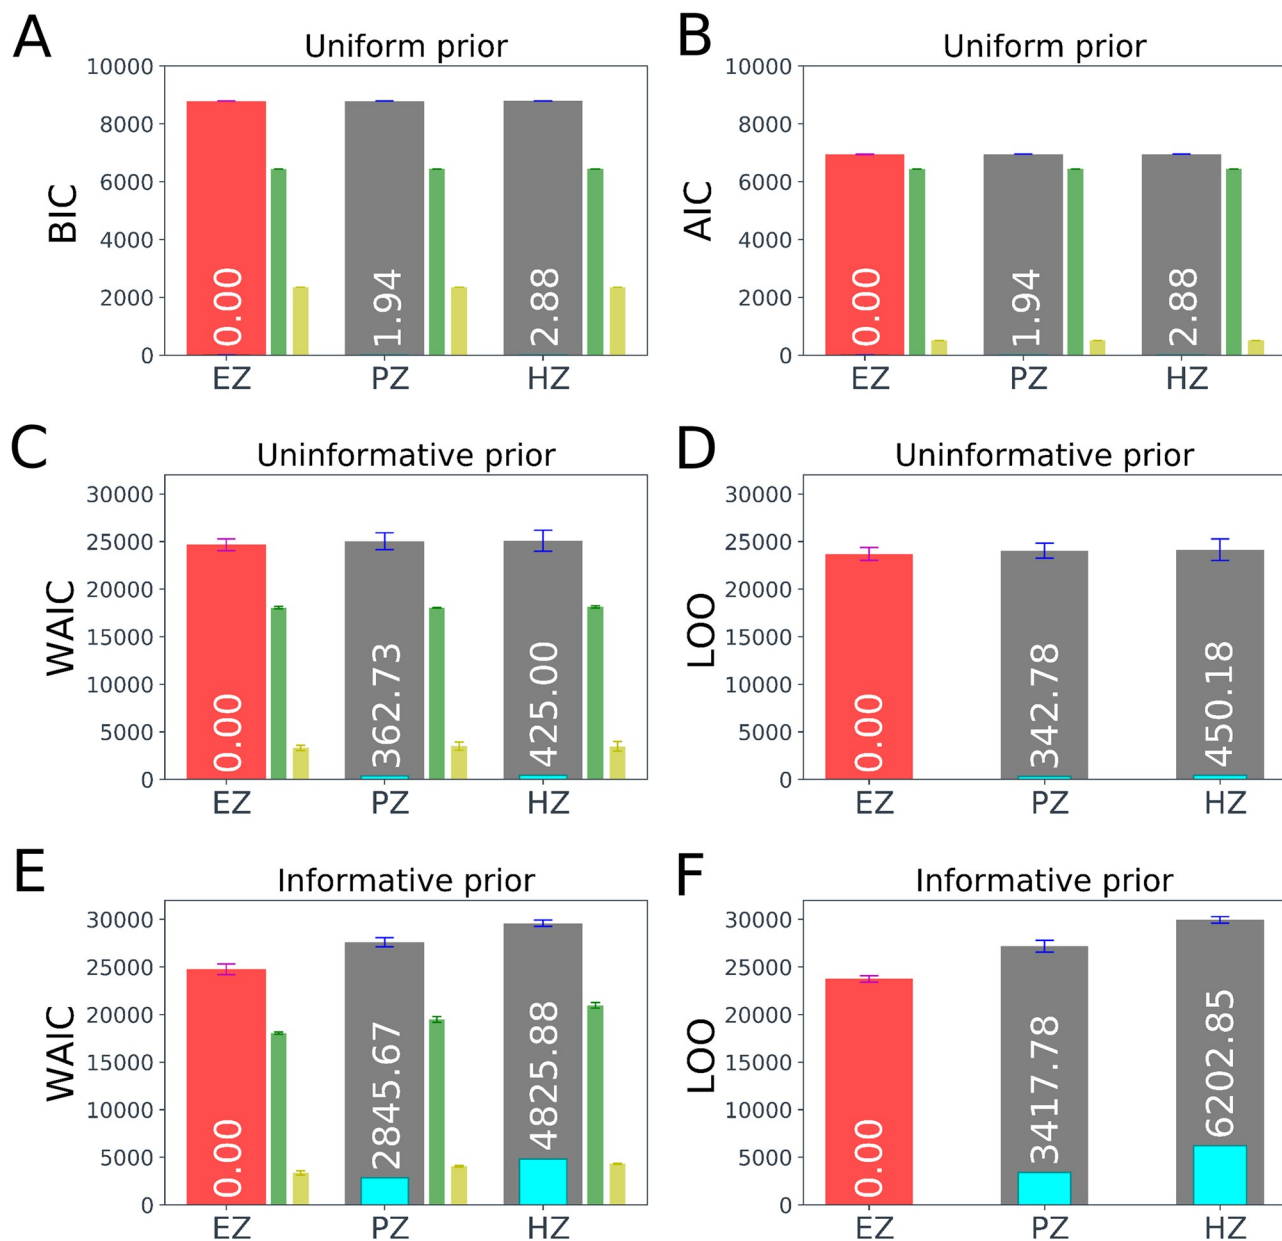 A
Uniform prior
BIC
10000
8000
6000
4000
2000
0
0.00
1.94
2.88
EZ
PZ
HZ
B
Uniform prior
AIC
10000
8000
6000
4000
2000
0
0.00
1.94
2.88
EZ
PZ
HZ
C
Uninformative prior
WAIC
30000
25000
20000
15000
10000
5000
0
0.00
362.73
425.00
EZ
PZ
HZ
D
Uninformative prior
LOO
30000
25000
20000
15000
10000
5000
0
0.00
342.78
450.18
EZ
PZ
HZ
E
Informative prior
WAIC
30000
25000
20000
15000
10000
5000
0
0.00
2845.67
4825.88
EZ
PZ
HZ
F
Informative prior
LOO
30000
25000
20000
15000
10000
5000
0
0.00
3417.78
6202.85
EZ
PZ
HZ